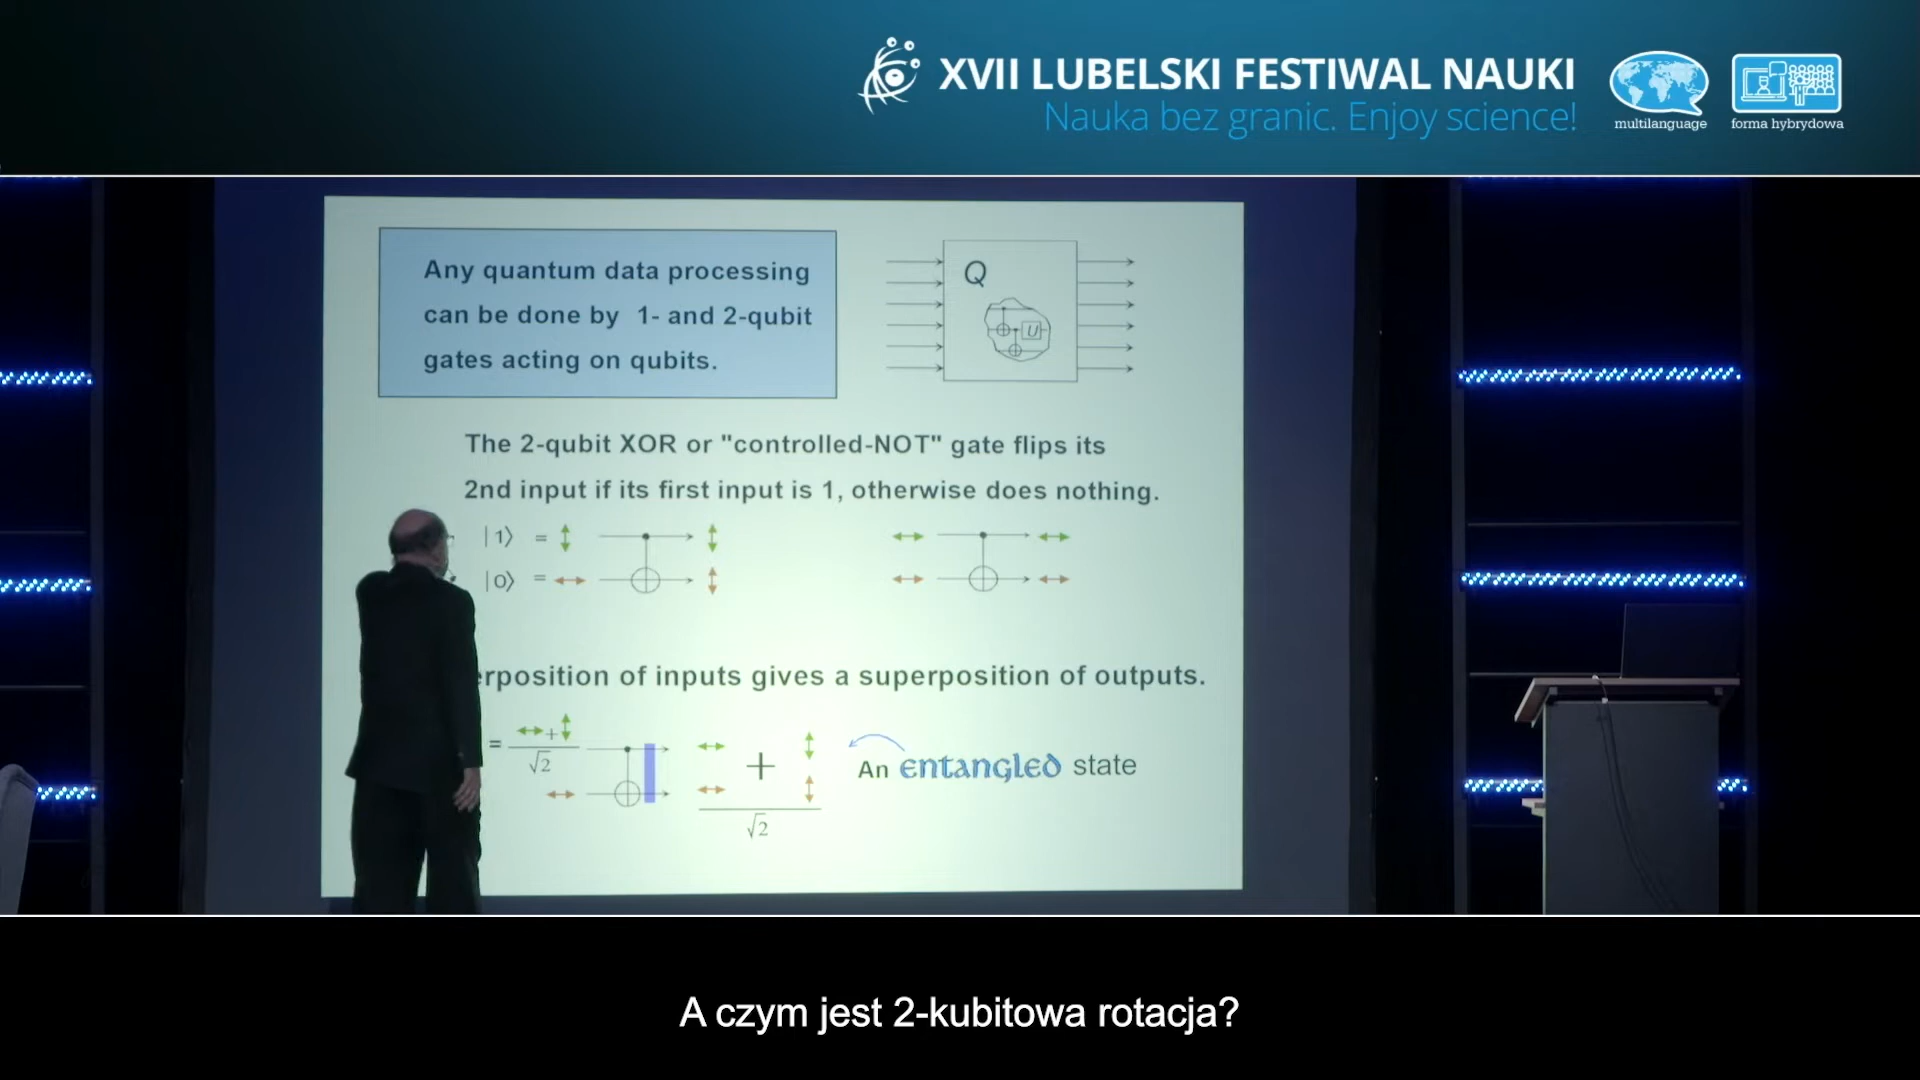 XVII LUBELSKI FESTIWAL NAUKI
Nauka bez granic. Enjoy science!
multilanguage
forma hybrydowa
Any quantum data processing
can be done by 1- and 2-qubit
gates acting on qubits.
Q
U
The 2-qubit XOR or "controlled-NOT" gate flips its
2nd input if its first input is 1, otherwise does nothing.
|1⟩ = ↕ ↕ ↔ ↔
|0⟩ = ↔ ↕ ↔ ↔
of inputs gives a superposition of outputs.
= ↔+↕ ↔ + ↕
√2
↔ ↔ ↕
√2
An entangled state
A czym jest 2-kubitowa rotacja?